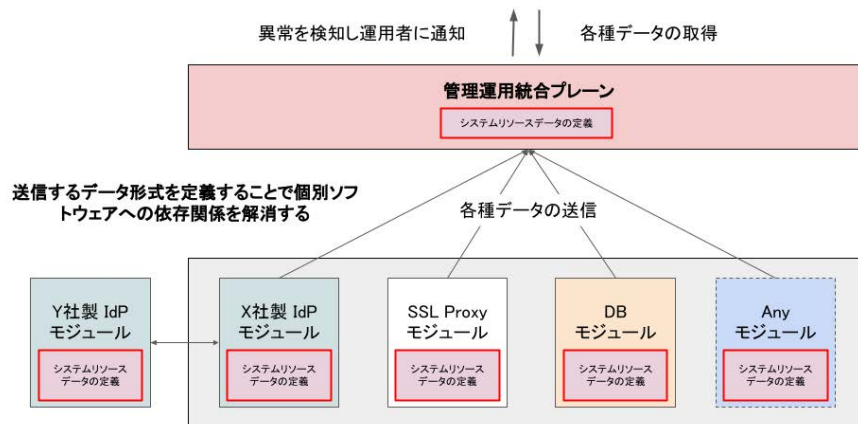 異常を検知し運用者に通知
各種データの取得
管理運用統合プレーン
システムリソースデータの定義
送信するデータ形式を定義することで個別ソフ
トウェアへの依存関係を解消する
各種データの送信
Y社製 IdP
モジュール
システムリソース
データの定義
X社製 IdP
モジュール
システムリソース
データの定義
SSL Proxy
モジュール
システムリソース
データの定義
DB
モジュール
システムリソース
データの定義
Any
モジュール
システムリソース
データの定義